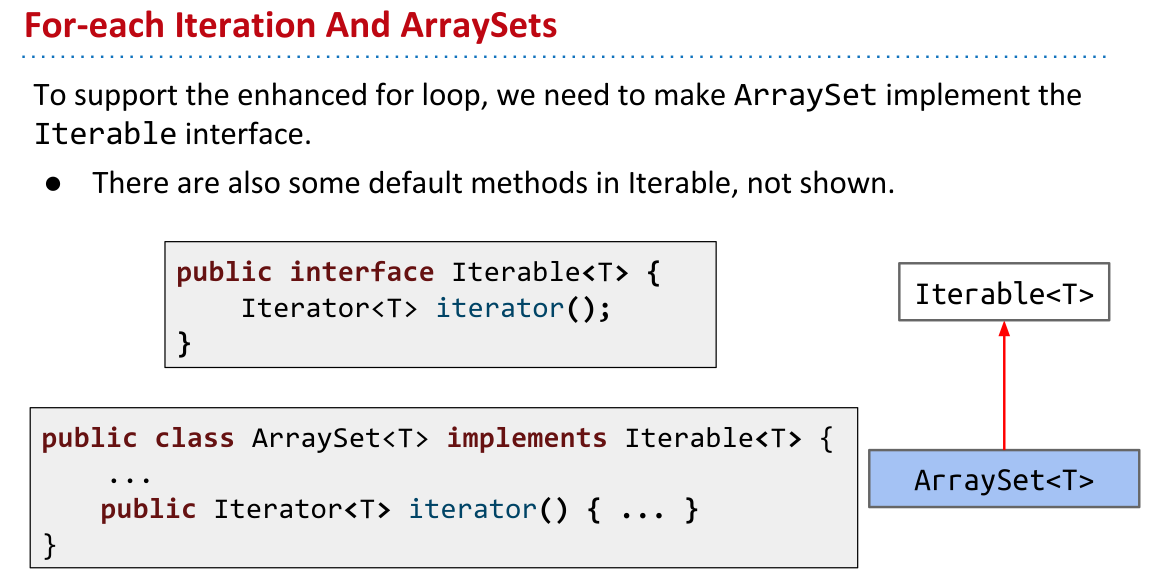 For-each Iteration And ArraySets
To support the enhanced for loop, we need to make ArraySet implement the
Iterable interface.
● There are also some default methods in Iterable, not shown.
public interface Iterable<T> {
    Iterator<T> iterator();
}
Iterable<T>
public class ArraySet<T> implements Iterable<T> {
    ...
    public Iterator<T> iterator() { ... }
}
ArraySet<T>